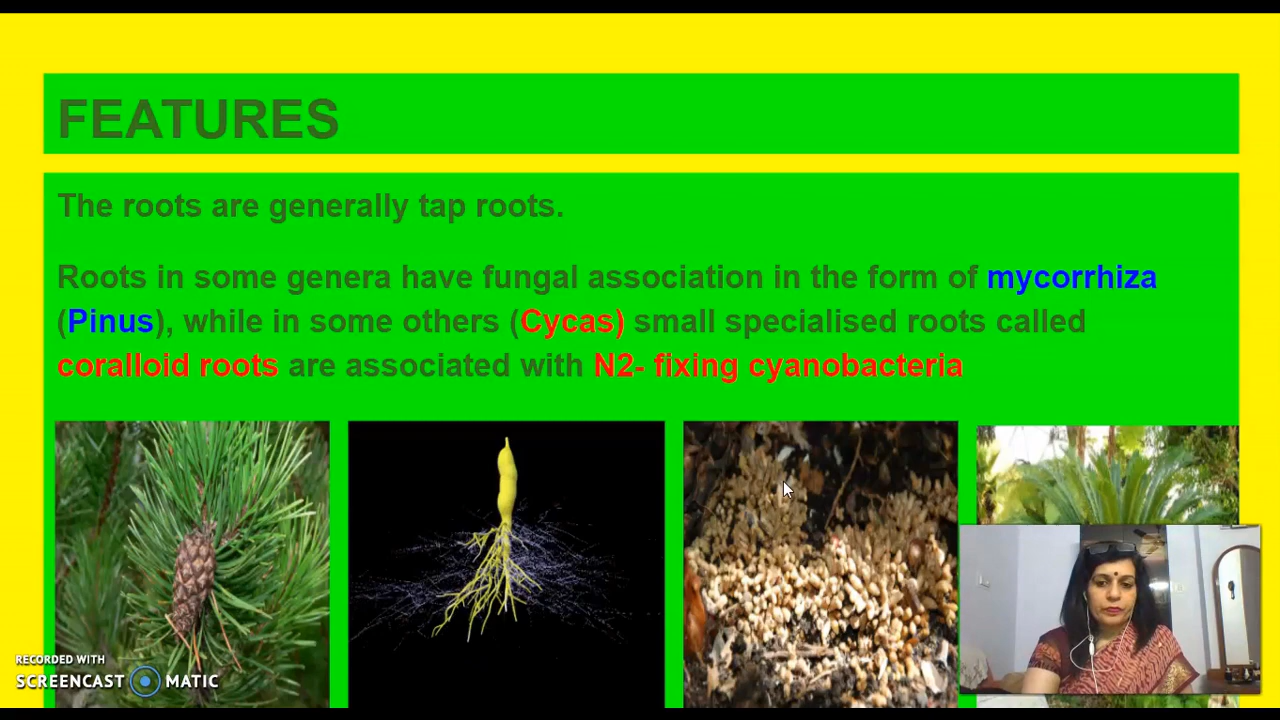 FEATURES
The roots are generally tap roots.
Roots in some genera have fungal association in the form of mycorrhiza
(Pinus), while in some others (Cycas) small specialised roots called
coralloid roots are associated with N2- fixing cyanobacteria
RECORDED WITH
SCREENCAST MATIC